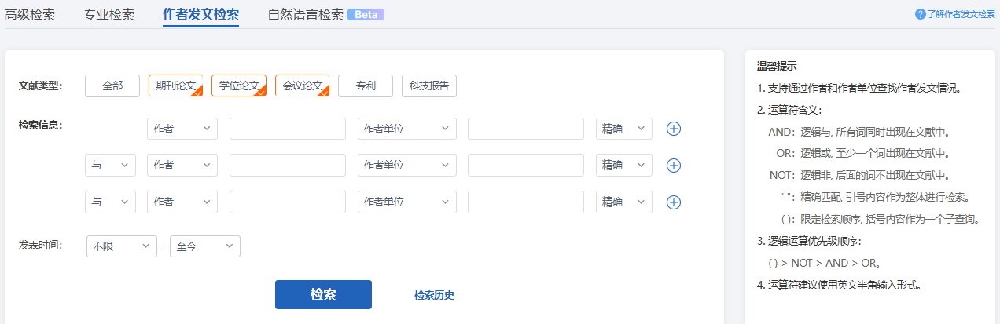 高级检索 专业检索 作者发文检索 自然语言检索 Beta ? 了解作者发文检索
文献类型： 全部 期刊论文 学位论文 会议论文 专利 科技报告
检索信息： 作者 作者单位 精确
与 作者 作者单位 精确
与 作者 作者单位 精确
发表时间： 不限 - 至今
检索 检索历史
温馨提示
1. 支持通过作者和作者单位查找作者发文情况。
2. 运算符含义：
AND：逻辑与, 所有词同时出现在文献中。
OR：逻辑或, 至少一个词出现在文献中。
NOT：逻辑非, 后面的词不出现在文献中。
“ "：精确匹配, 引号内容作为整体进行检索。
( )：限定检索顺序, 括号内容作为一个子查询。
3. 逻辑运算优先级顺序：
( ) > NOT > AND > OR。
4. 运算符建议使用英文半角输入形式。